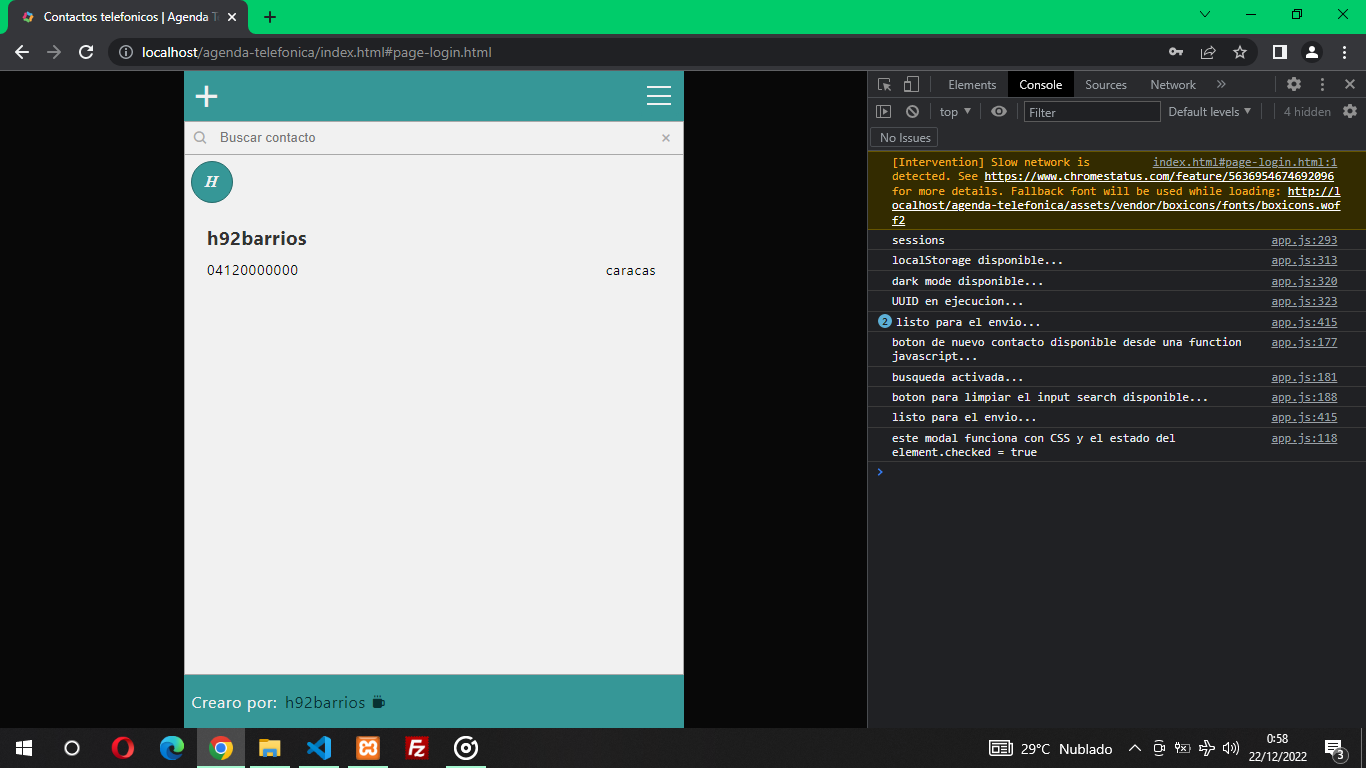 Contactos telefonicos | Agenda T
localhost/agenda-telefonica/index.html#page-login.html
Buscar contacto
H
h92barrios
04120000000 caracas
Crearo por: h92barrios
Elements Console Sources Network
top Filter Default levels 4 hidden
No Issues
[Intervention] Slow network is index.html#page-login.html:1
detected. See https://www.chromestatus.com/feature/5636954674692096
for more details. Fallback font will be used while loading: http://l
ocalhost/agenda-telefonica/assets/vendor/boxicons/fonts/boxicons.wof
f2
sessions app.js:293
localStorage disponible... app.js:313
dark mode disponible... app.js:320
UUID en ejecucion... app.js:323
2 listo para el envio... app.js:415
boton de nuevo contacto disponible desde una function app.js:177
javascript...
busqueda activada... app.js:181
boton para limpiar el input search disponible... app.js:188
listo para el envio... app.js:415
este modal funciona con CSS y el estado del app.js:118
element.checked = true
29°C Nublado
0:58
22/12/2022
3